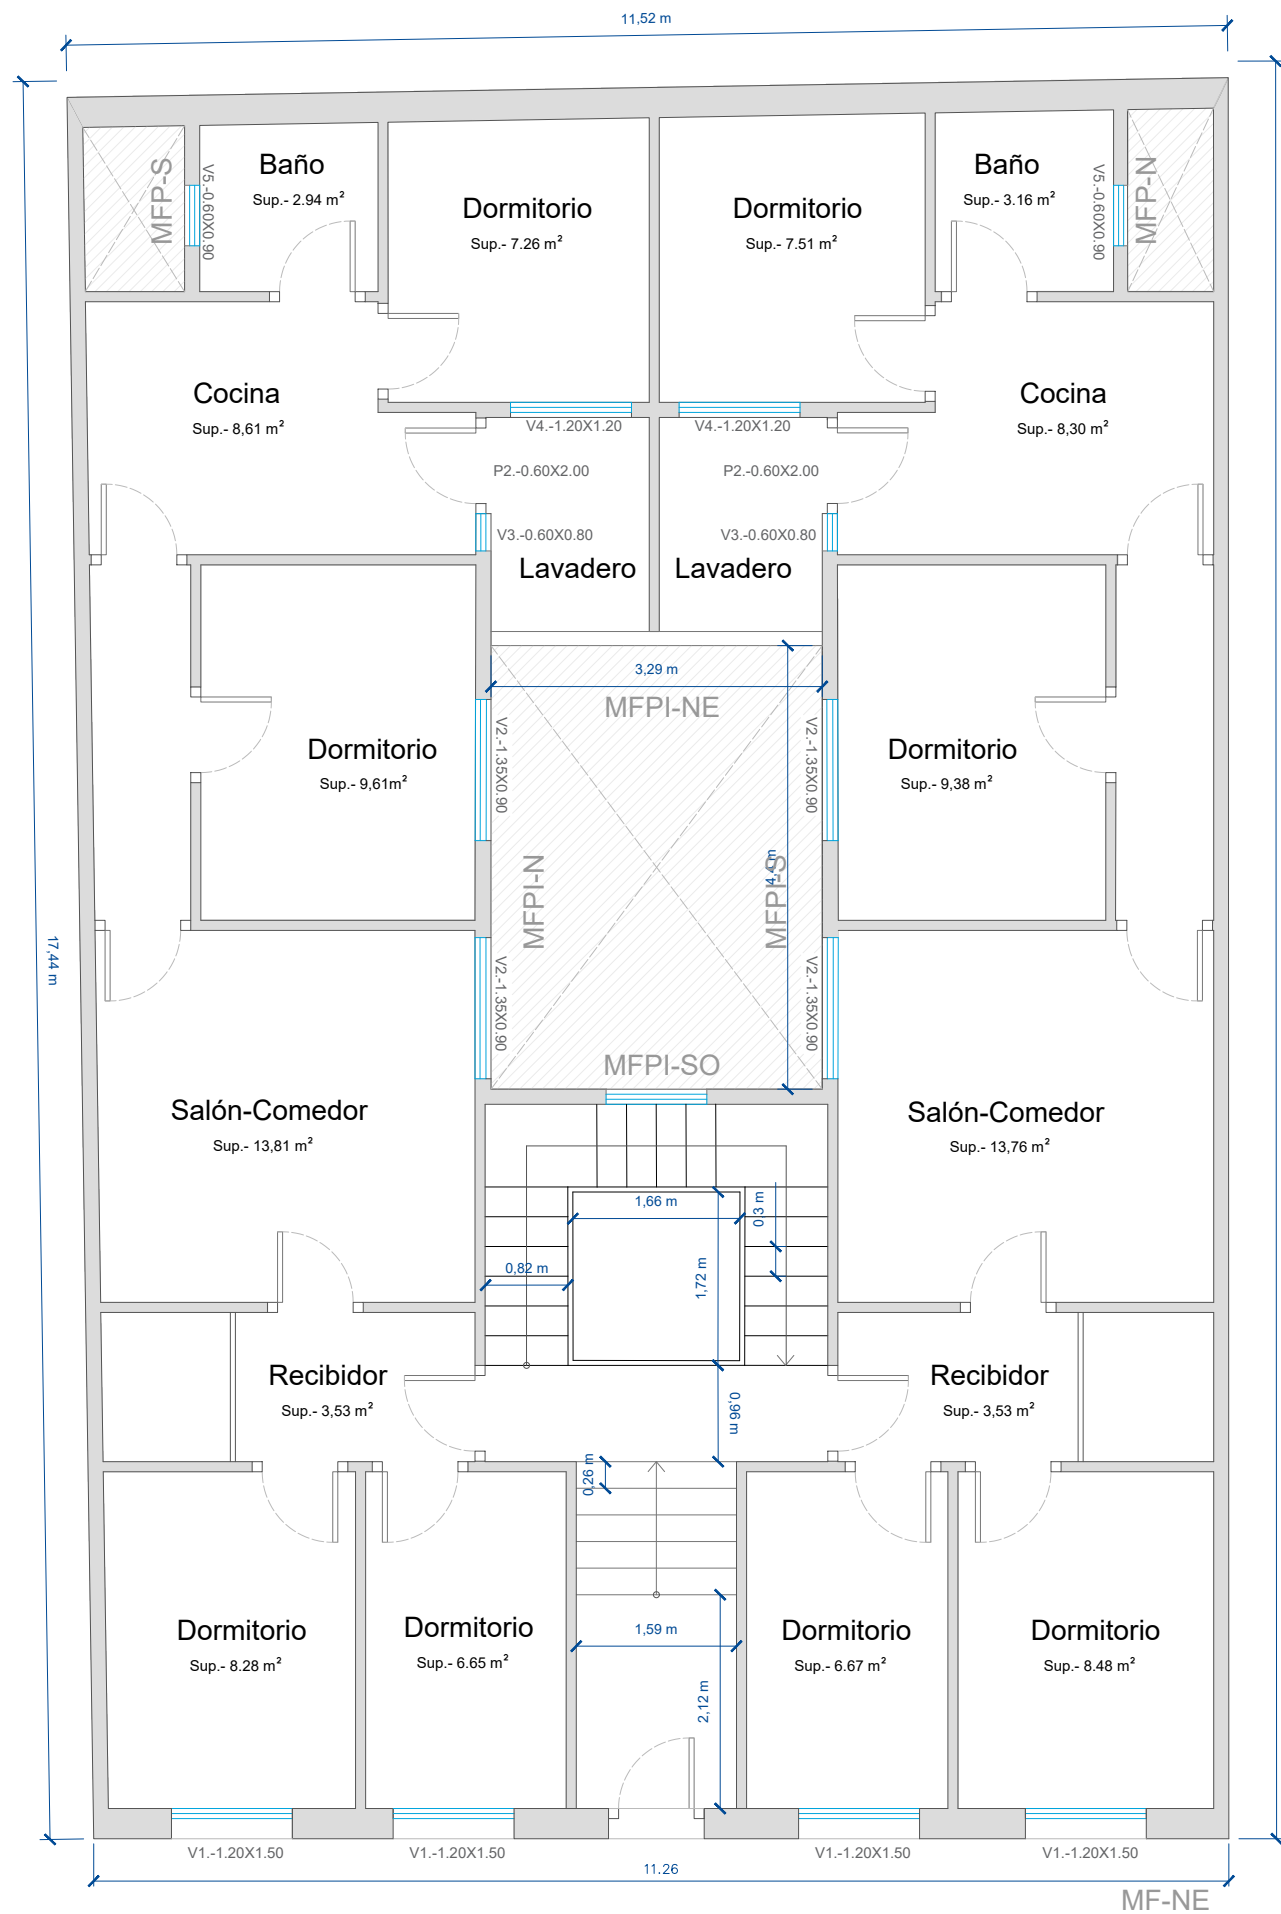 11,52 m
MFP-S
V5.-0.60X0.90
Baño
Sup.- 2.94 m²
Dormitorio
Sup.- 7.26 m²
Dormitorio
Sup.- 7.51 m²
Baño
Sup.- 3.16 m²
V5.-0.60X0.90
MFP-N
Cocina
Sup.- 8,61 m²
Cocina
Sup.- 8,30 m²
V4.-1.20X1.20
V4.-1.20X1.20
P2.-0.60X2.00
P2.-0.60X2.00
V3.-0.60X0.80
V3.-0.60X0.80
Lavadero
Lavadero
3,29 m
MFPI-NE
V2.-1.35X0.90
V2.-1.35X0.90
Dormitorio
Sup.- 9,61m²
Dormitorio
Sup.- 9,38 m²
MFPI-N
MFPI-S
17,44 m
V2.-1.35X0.90
V2.-1.35X0.90
MFPI-SO
Salón-Comedor
Sup.- 13,81 m²
Salón-Comedor
Sup.- 13,76 m²
1,66 m
0,3 m
0,82 m
1,72 m
Recibidor
Sup.- 3,53 m²
Recibidor
Sup.- 3,53 m²
0,96 m
0,26 m
Dormitorio
Sup.- 8.28 m²
Dormitorio
Sup.- 6.65 m²
1,59 m
2,12 m
Dormitorio
Sup.- 6.67 m²
Dormitorio
Sup.- 8.48 m²
V1.-1.20X1.50
V1.-1.20X1.50
V1.-1.20X1.50
V1.-1.20X1.50
11.26
MF-NE